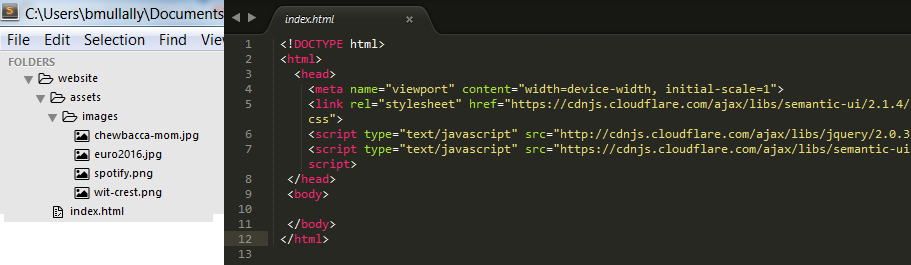 C:\Users\bmullally\Documents
File Edit Selection Find View
FOLDERS
website
assets
images
chewbacca-mom.jpg
euro2016.jpg
spotify.png
wit-crest.png
index.html
index.html ×
1 <!DOCTYPE html>
2 <html>
3 <head>
4 <meta name="viewport" content="width=device-width, initial-scale=1">
5 <link rel="stylesheet" href="https://cdnjs.cloudflare.com/ajax/libs/semantic-ui/2.1.4/
css">
6 <script type="text/javascript" src="http://cdnjs.cloudflare.com/ajax/libs/jquery/2.0.3
7 <script type="text/javascript" src="https://cdnjs.cloudflare.com/ajax/libs/semantic-ui
script>
8 </head>
9 <body>
10
11 </body>
12 </html>
13